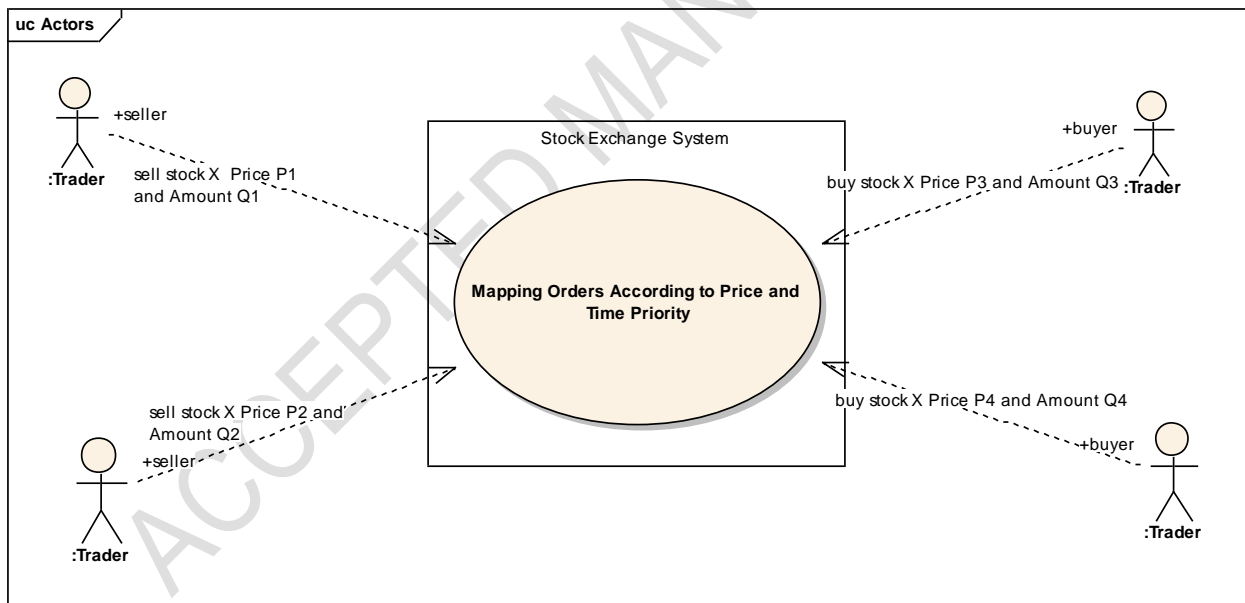 uc Actors
+seller
:Trader
sell stock X Price P1
and Amount Q1
Stock Exchange System
+buyer
:Trader
buy stock X Price P3 and Amount Q3
Mapping Orders According to Price and
Time Priority
sell stock X Price P2 and
Amount Q2
+seller
:Trader
buy stock X Price P4 and Amount Q4
+buyer
:Trader
ACCEPTED MAN